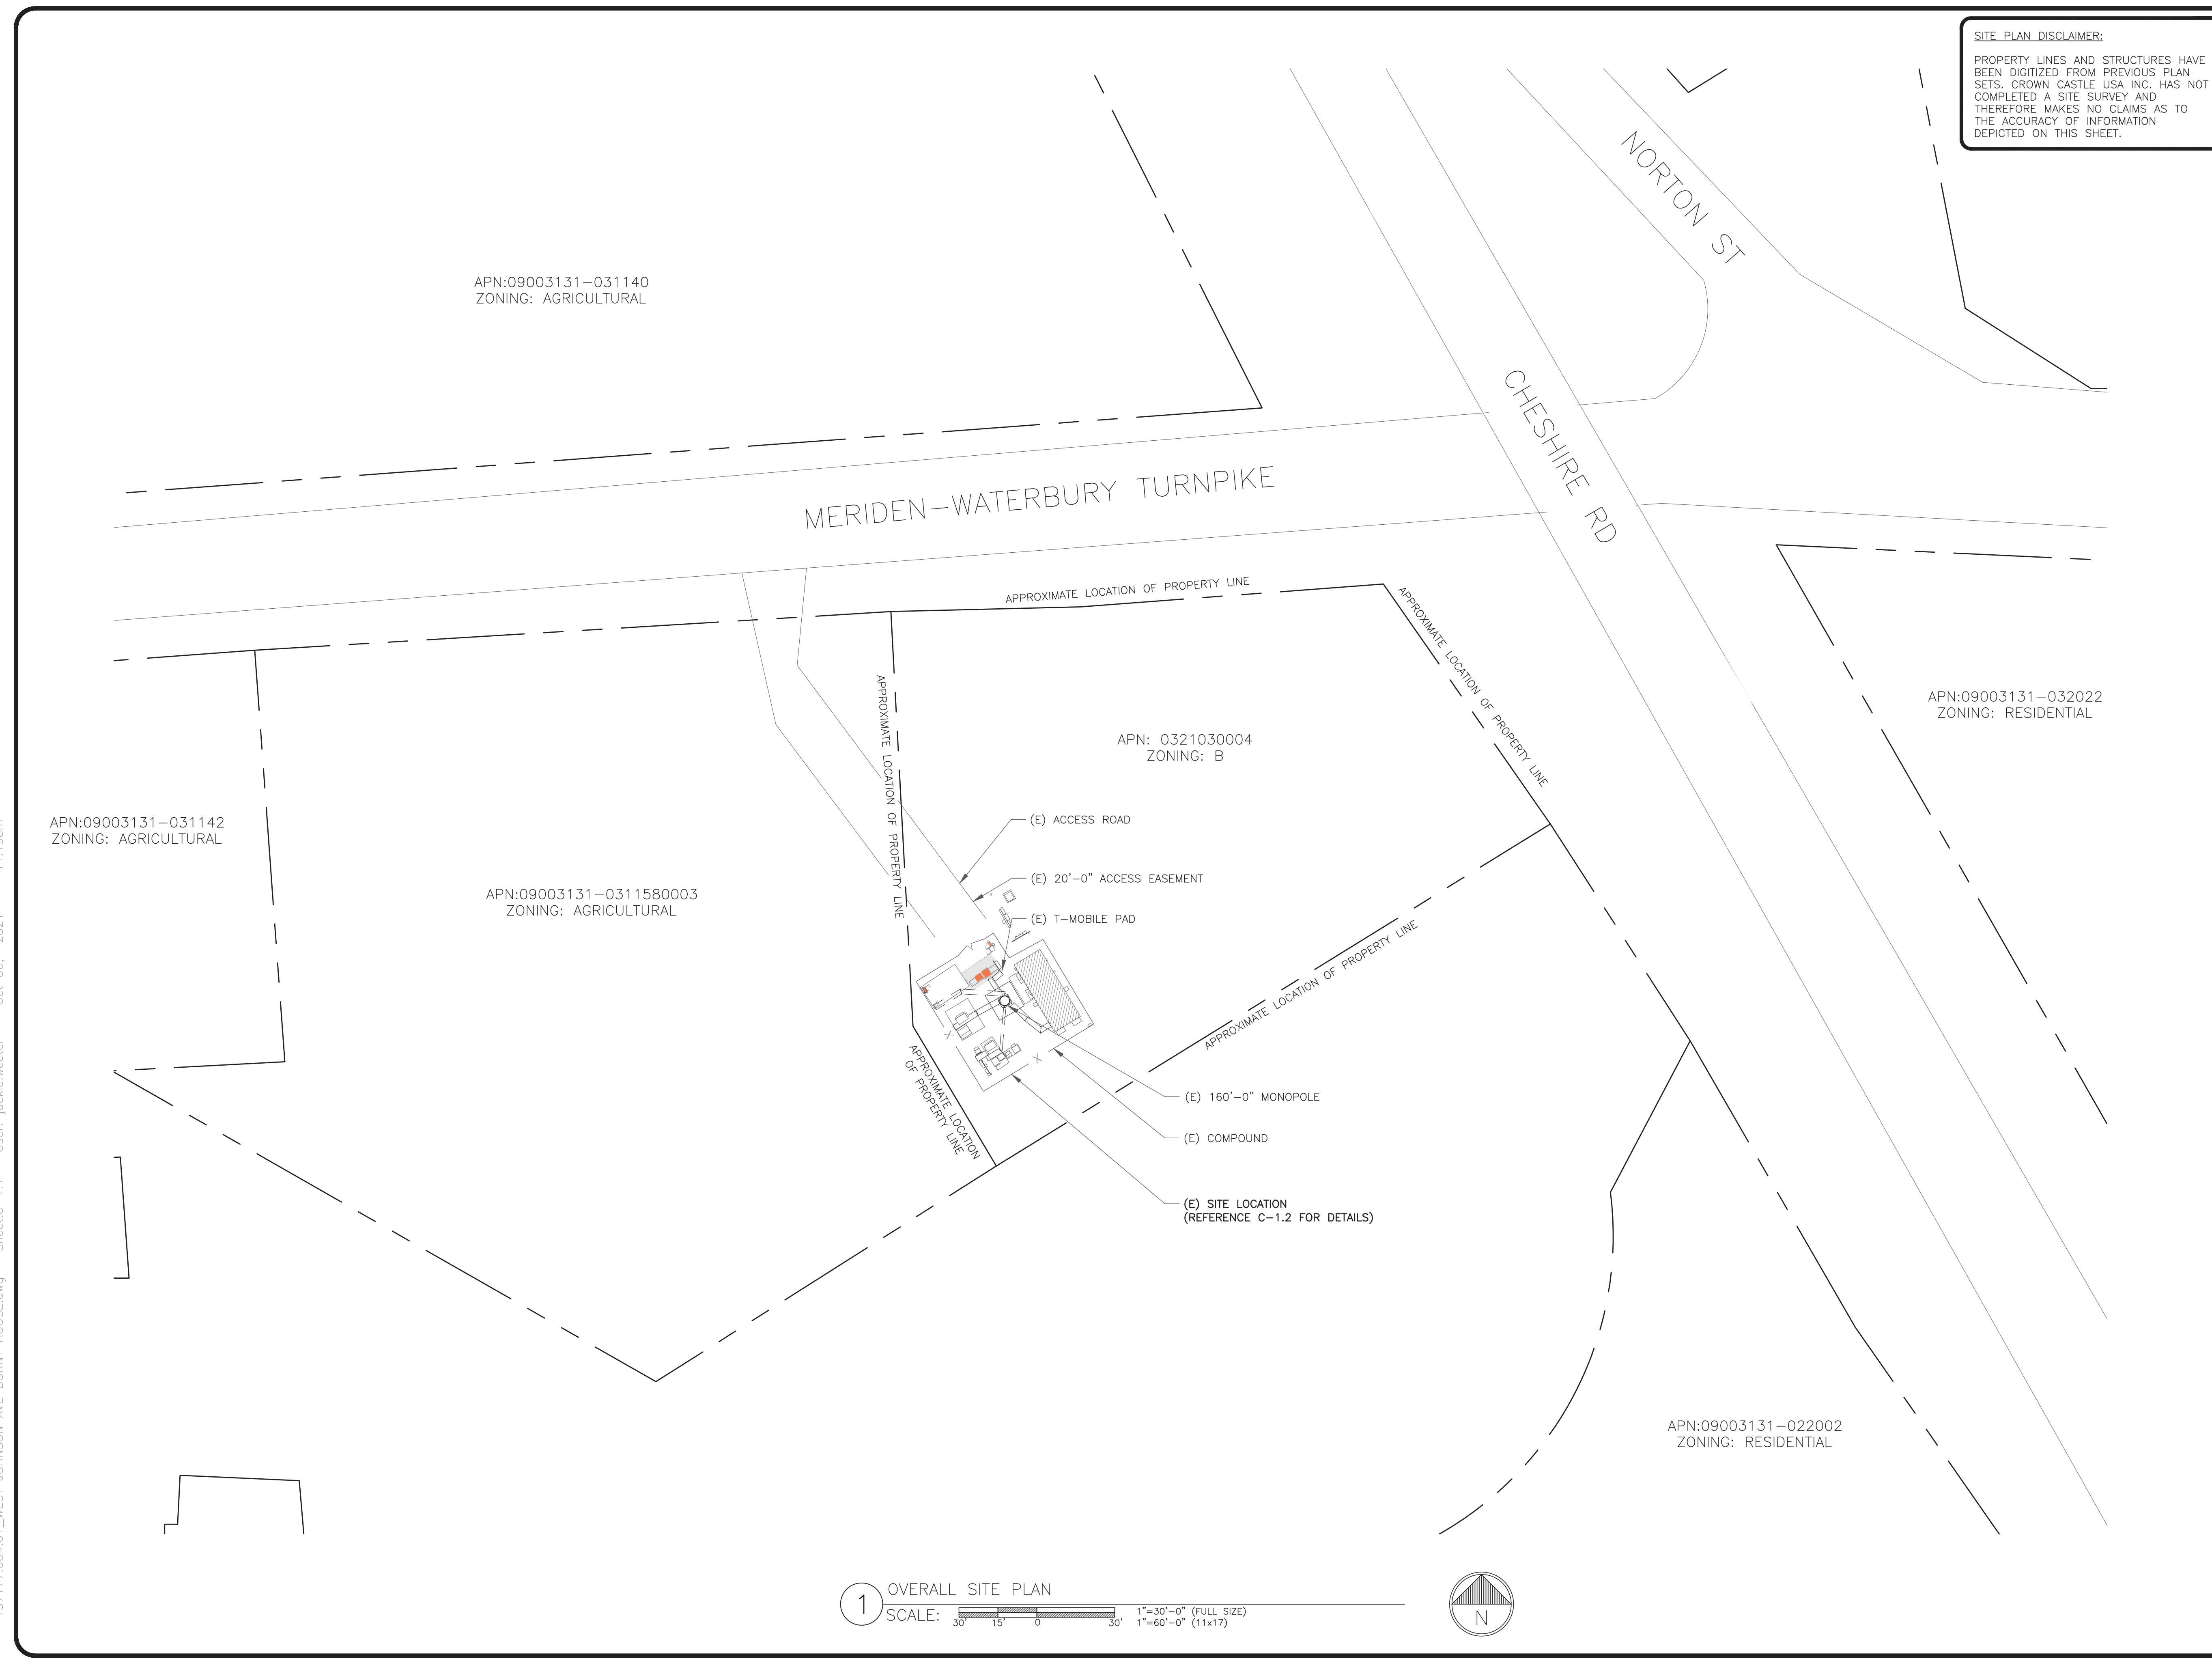 SITE PLAN DISCLAIMER:
PROPERTY LINES AND STRUCTURES HAVE
BEEN DIGITIZED FROM PREVIOUS PLAN
SETS. CROWN CASTLE USA INC. HAS NOT
COMPLETED A SITE SURVEY AND
THEREFORE MAKES NO CLAIMS AS TO
THE ACCURACY OF INFORMATION
DEPICTED ON THIS SHEET.
NORTON ST
APN:09003131-031140
ZONING: AGRICULTURAL
CHESHIRE RD
MERIDEN-WATERBURY TURNPIKE
APPROXIMATE LOCATION OF PROPERTY LINE
APPROXIMATE LOCATION OF PROPERTY LINE
APPROXIMATE LOCATION OF PROPERTY LINE
APN:09003131-032022
ZONING: RESIDENTIAL
APN: 0321030004
ZONING: B
APN:09003131-031142
ZONING: AGRICULTURAL
(E) ACCESS ROAD
(E) 20'-0" ACCESS EASEMENT
APN:09003131-0311580003
ZONING: AGRICULTURAL
(E) T-MOBILE PAD
APPROXIMATE LOCATION OF PROPERTY LINE
APPROXIMATE LOCATION
OF PROPERTY LINE
(E) 160'-0" MONOPOLE
(E) COMPOUND
(E) SITE LOCATION
(REFERENCE C-1.2 FOR DETAILS)
APN:09003131-022002
ZONING: RESIDENTIAL
1
OVERALL SITE PLAN
SCALE:
30' 15' 0 30'
1"=30'-0" (FULL SIZE)
1"=60'-0" (11x17)
N